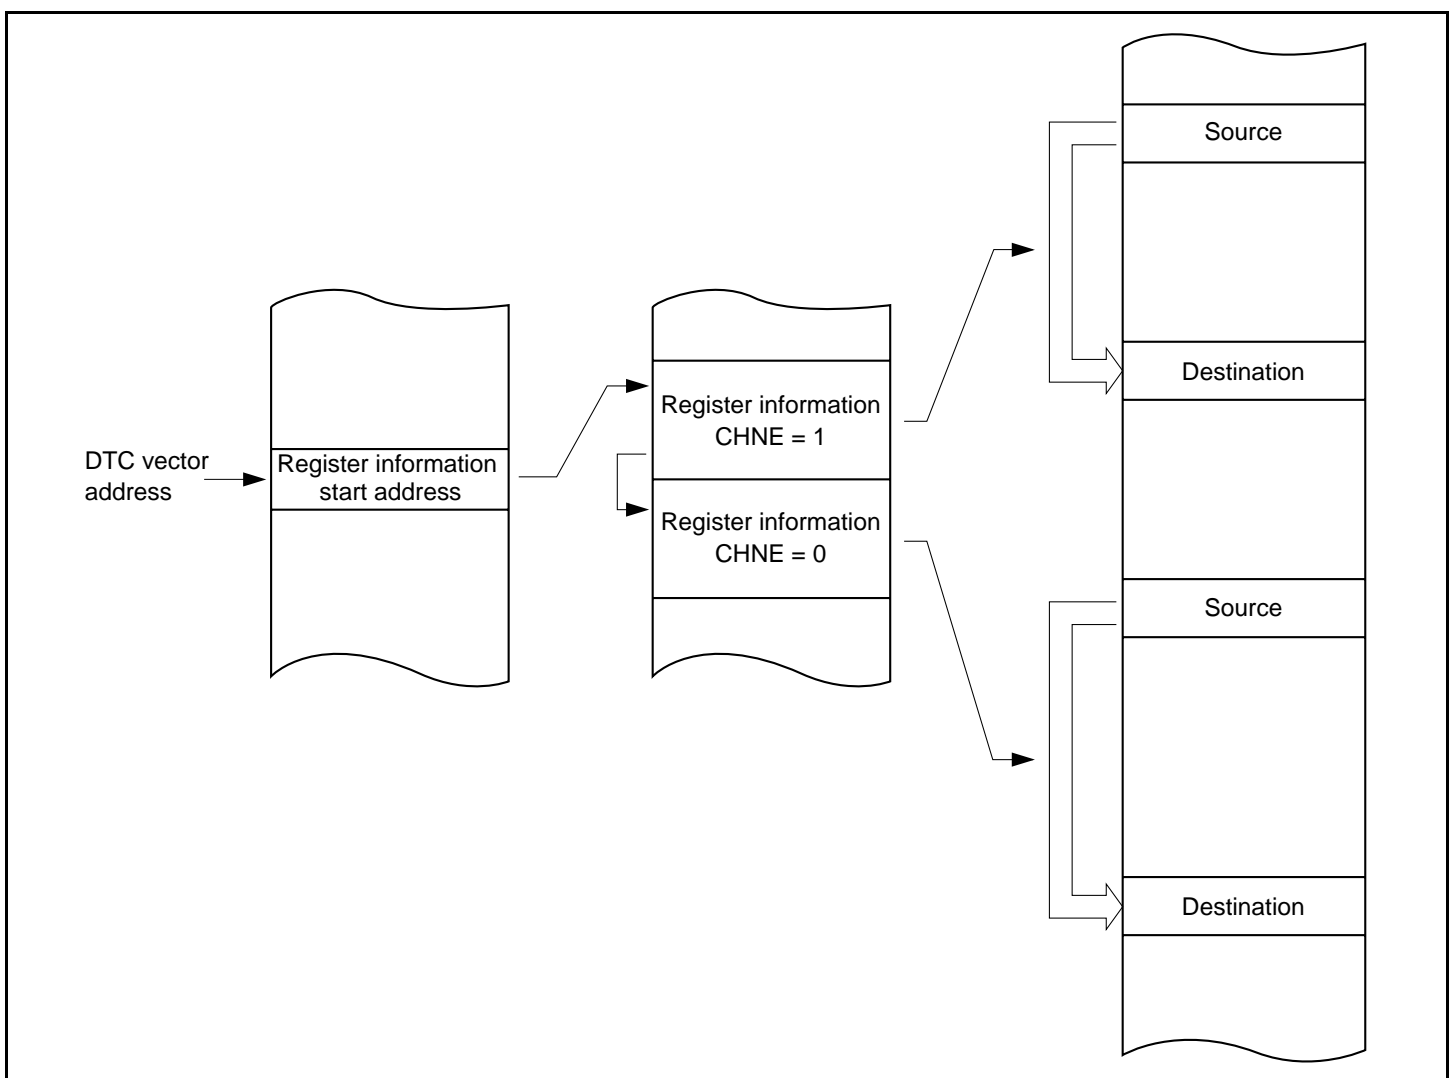 DTC vector
address
Register information
start address
Register information
CHNE = 1
Register information
CHNE = 0
Source
Destination
Source
Destination